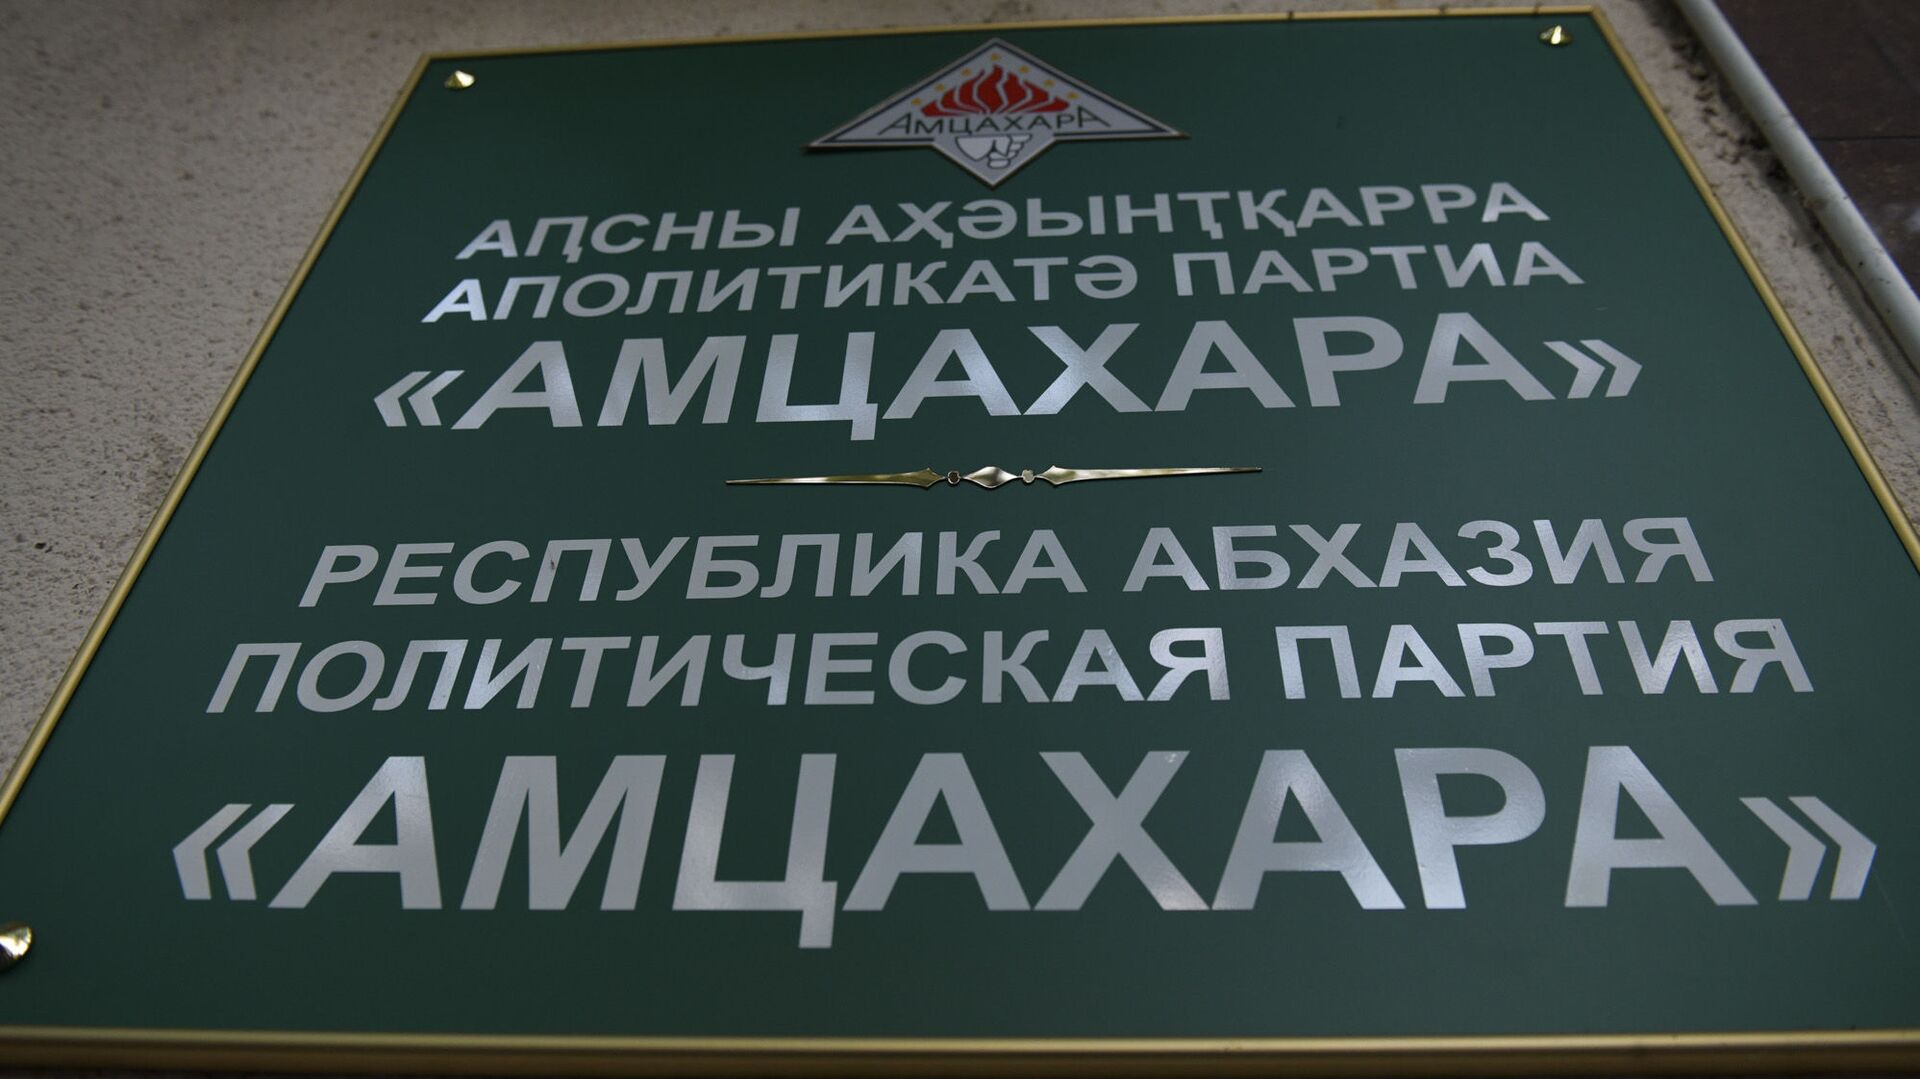 АМЦАХАРА
АԤСНЫ АҲӘЫНҬҚАРРА
АПОЛИТИКАТӘ ПАРТИА
«АМЦАХАРА»
РЕСПУБЛИКА АБХАЗИЯ
ПОЛИТИЧЕСКАЯ ПАРТИЯ
«АМЦАХАРА»